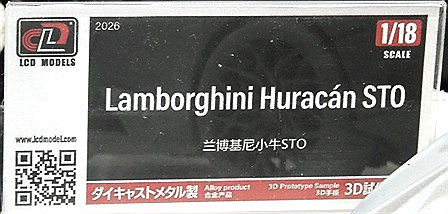 LCD MODELS
2026
1/18
SCALE
Lamborghini Huracán STO
兰博基尼小牛STO
www.lcdmodel.com
ダイキャストメタル製
Alloy product
合金产品
3D Prototype Sample
3D手板
3D試